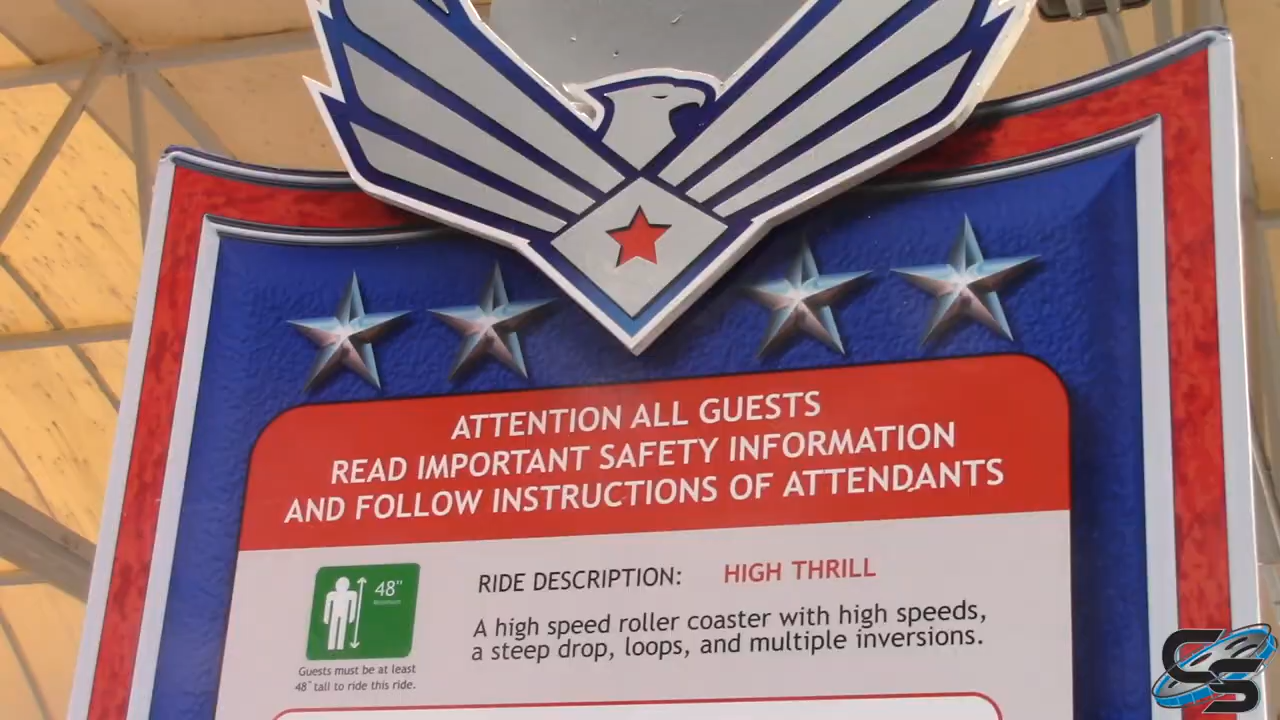 ATTENTION ALL GUESTS
READ IMPORTANT SAFETY INFORMATION
AND FOLLOW INSTRUCTIONS OF ATTENDANTS
48"
Minimum
Guests must be at least
48" tall to ride this ride.
RIDE DESCRIPTION: HIGH THRILL
A high speed roller coaster with high speeds,
a steep drop, loops, and multiple inversions.
CS